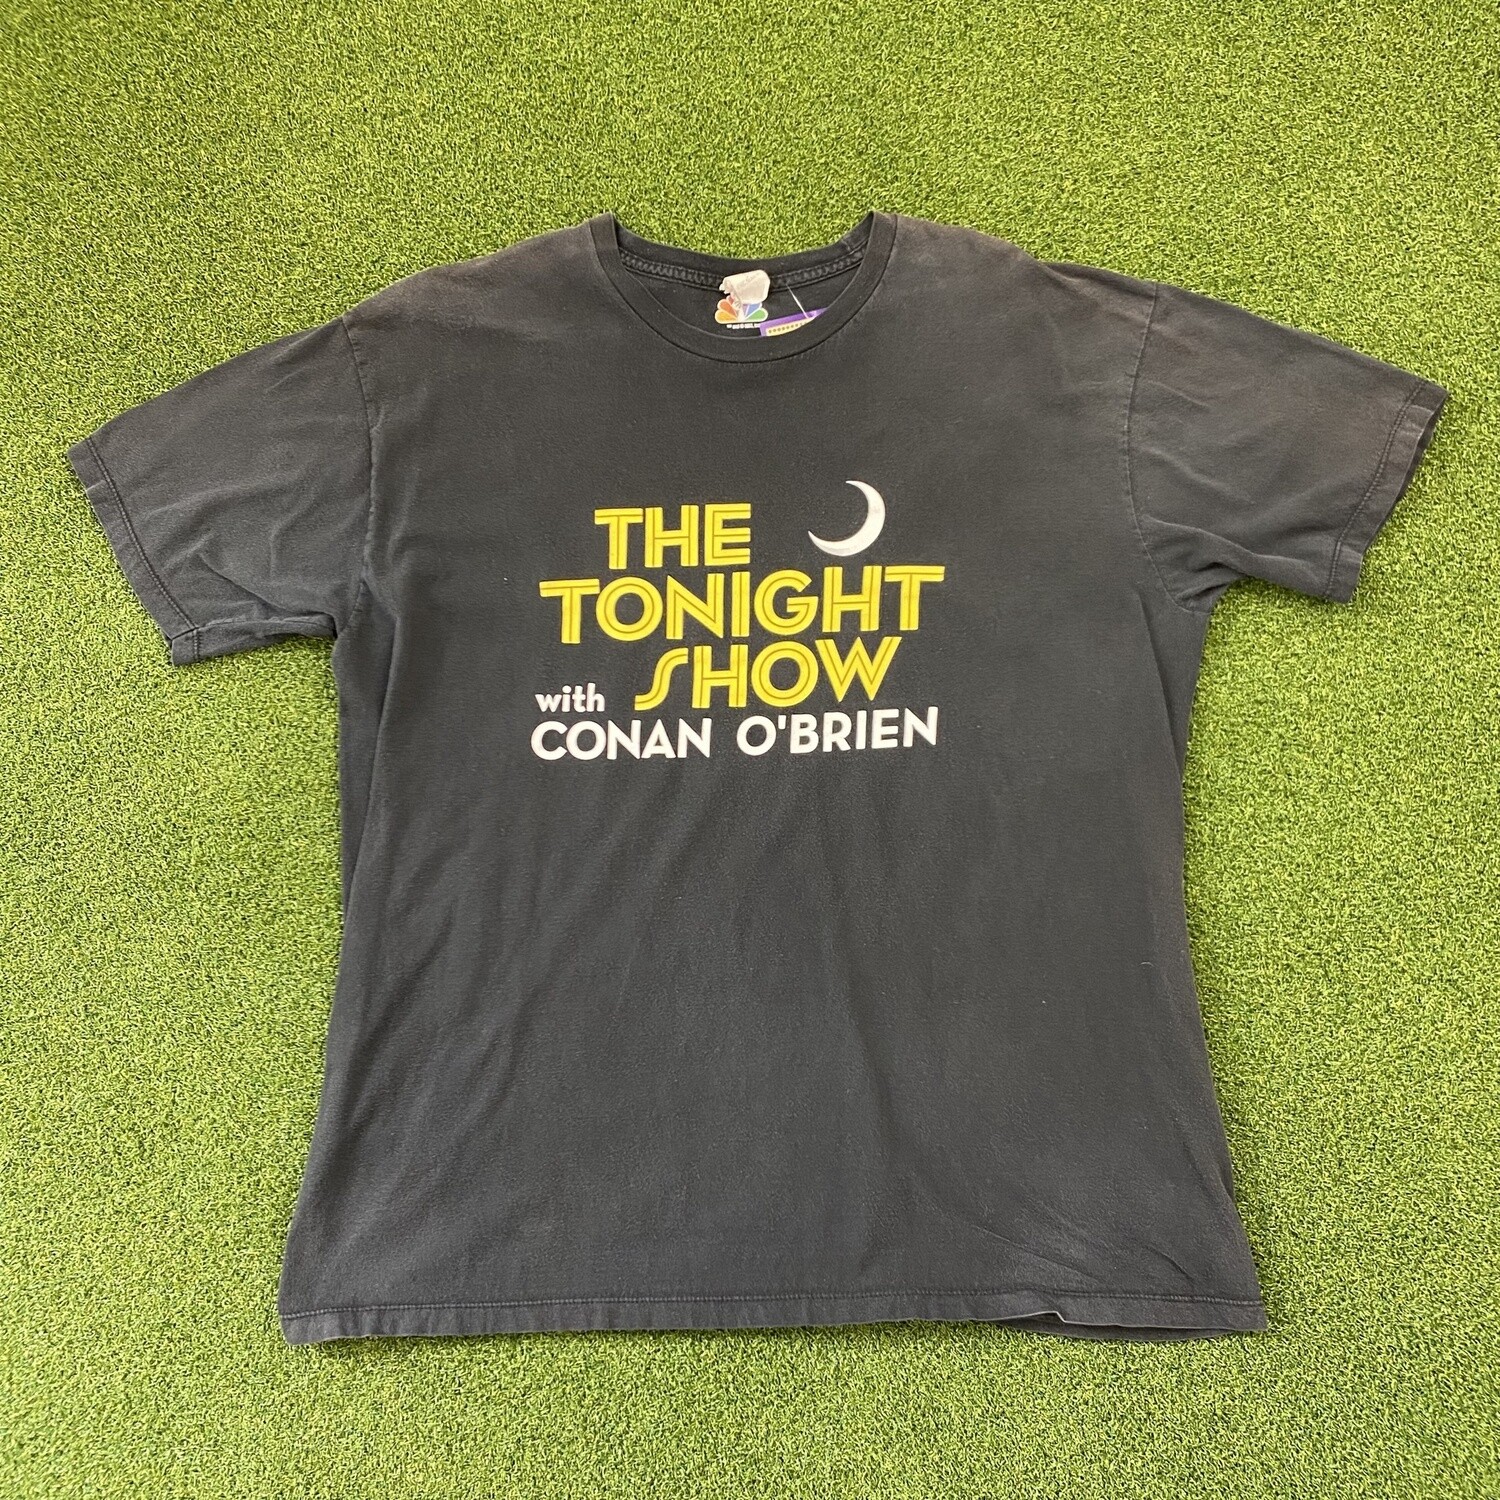 THE
TONIGHT
SHOW
with
CONAN O'BRIEN